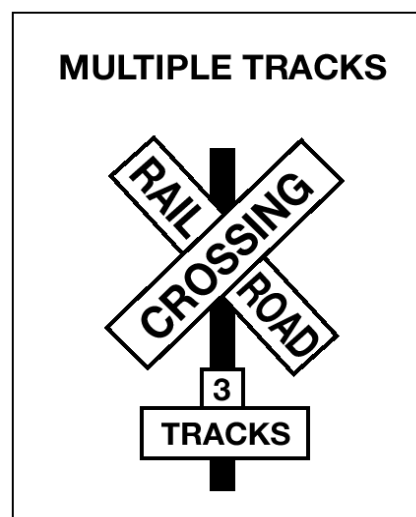 MULTIPLE TRACKS
RAIL ROAD
CROSSING
3
TRACKS